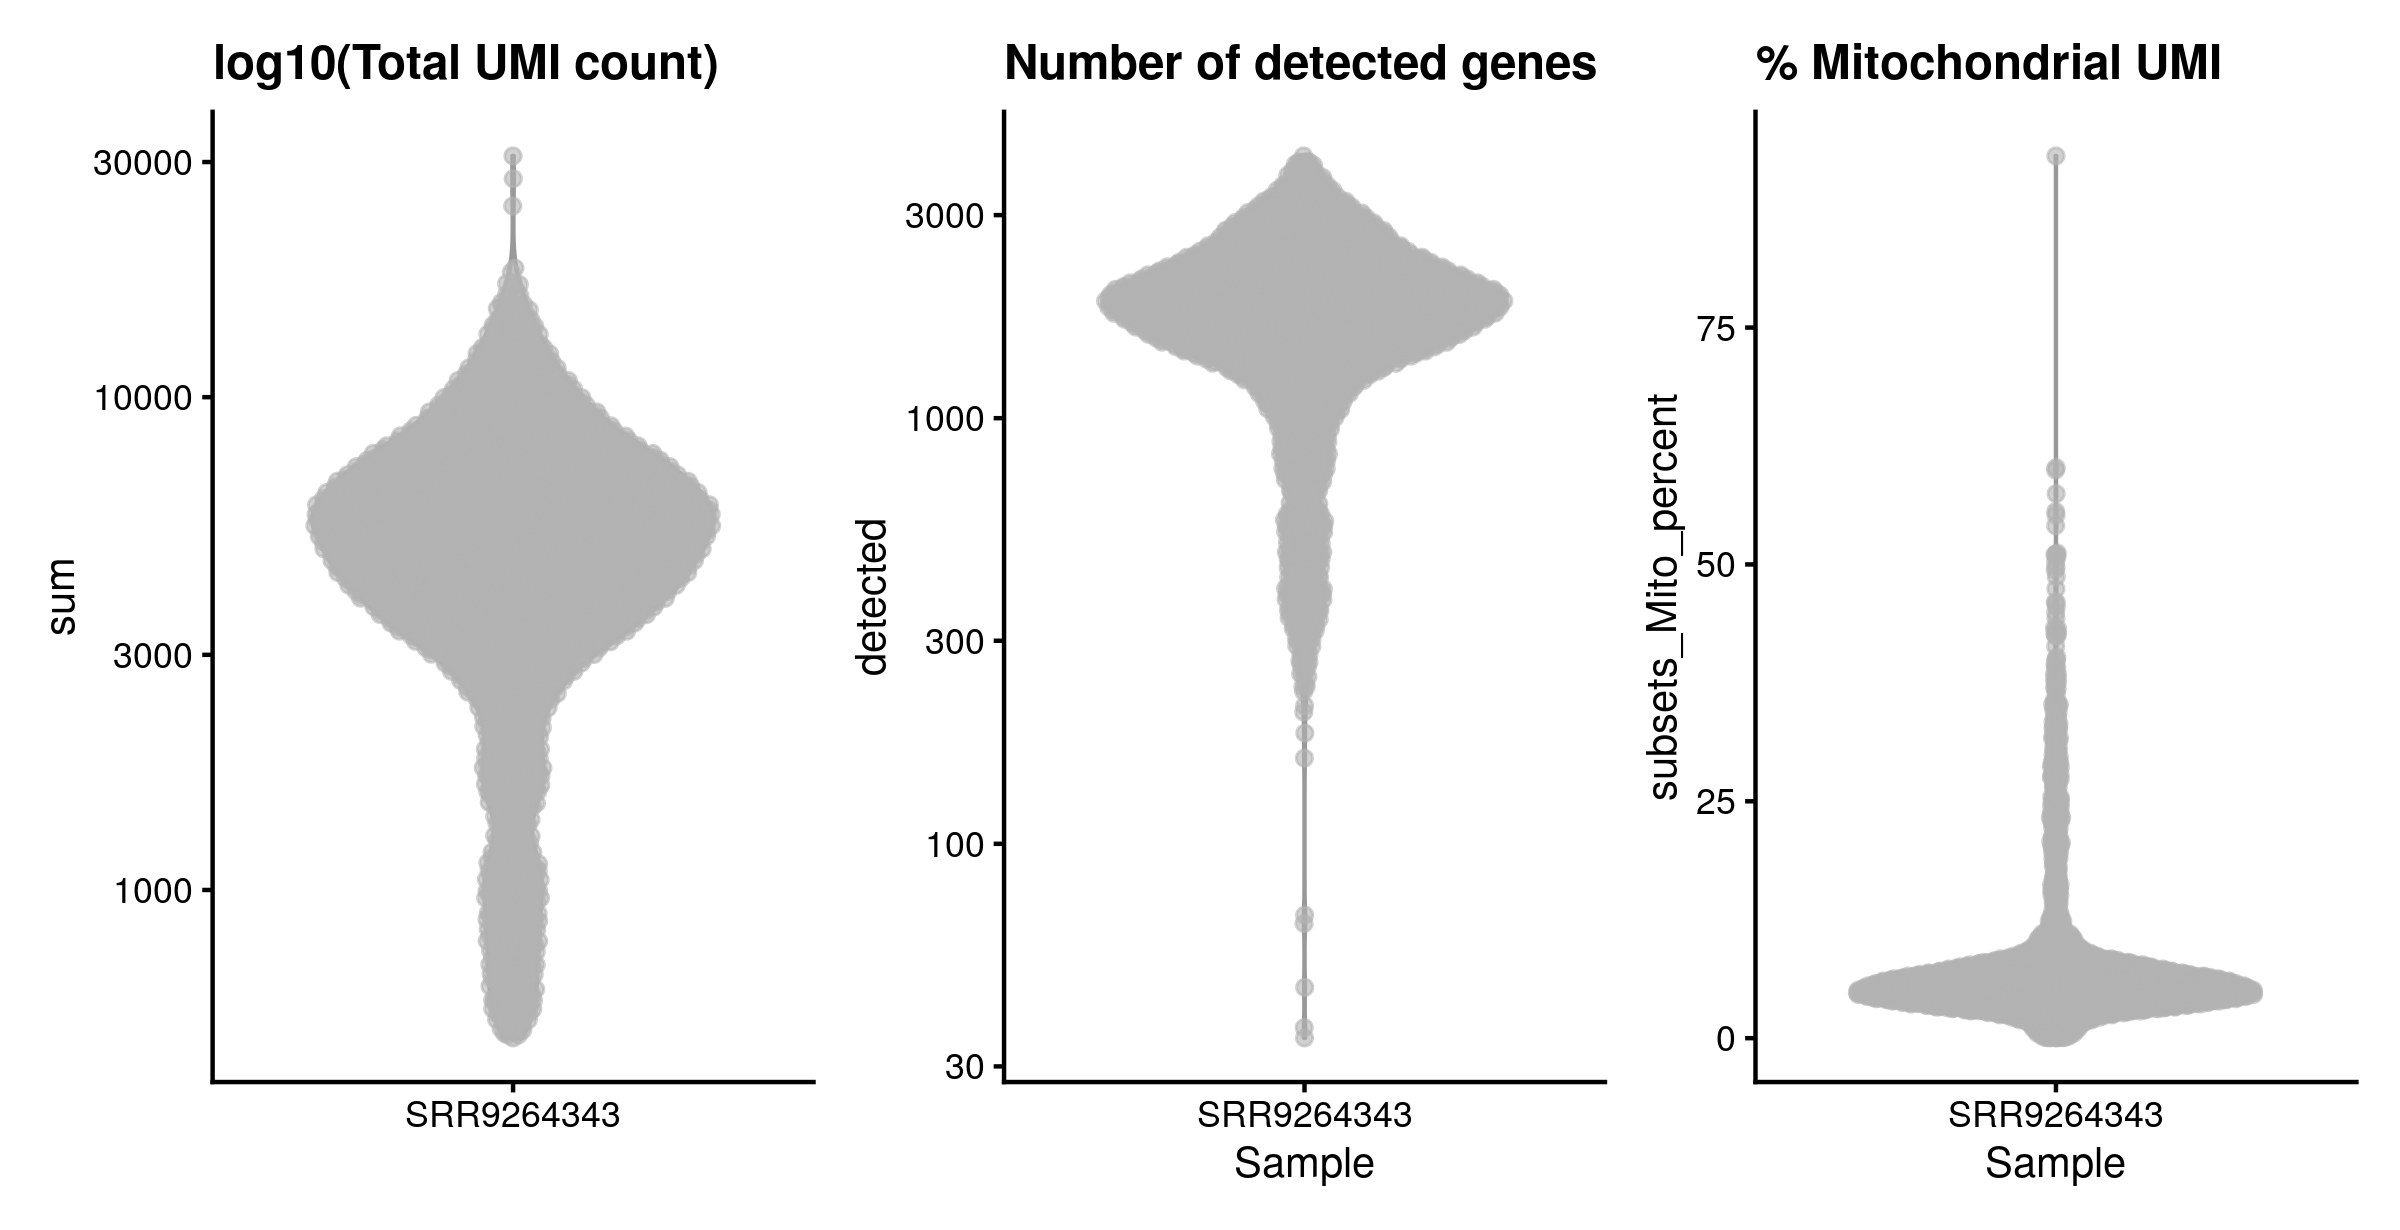 log10(Total UMI count)
sum
30000
10000
3000
1000
SRR9264343
Number of detected genes
detected
3000
1000
300
100
30
SRR9264343
Sample
% Mitochondrial UMI
subsets_Mito_percent
75
50
25
0
SRR9264343
Sample